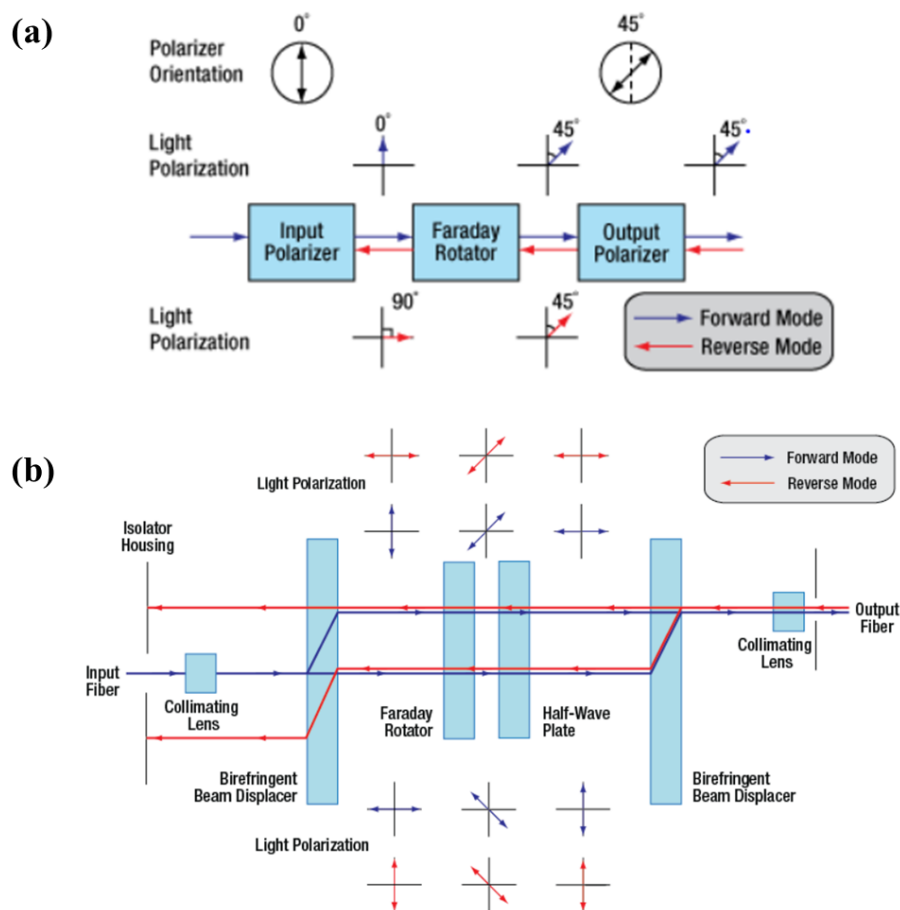 (a)
0°
45°
Polarizer
Orientation
0°
45°
45°
Light
Polarization
Input
Polarizer
Faraday
Rotator
Output
Polarizer
90°
45°
Light
Polarization
Forward Mode
Reverse Mode
(b)
Forward Mode
Reverse Mode
Light Polarization
Isolator
Housing
Output
Fiber
Collimating
Lens
Input
Fiber
Collimating
Lens
Faraday
Rotator
Half-Wave
Plate
Birefringent
Beam Displacer
Birefringent
Beam Displacer
Light Polarization